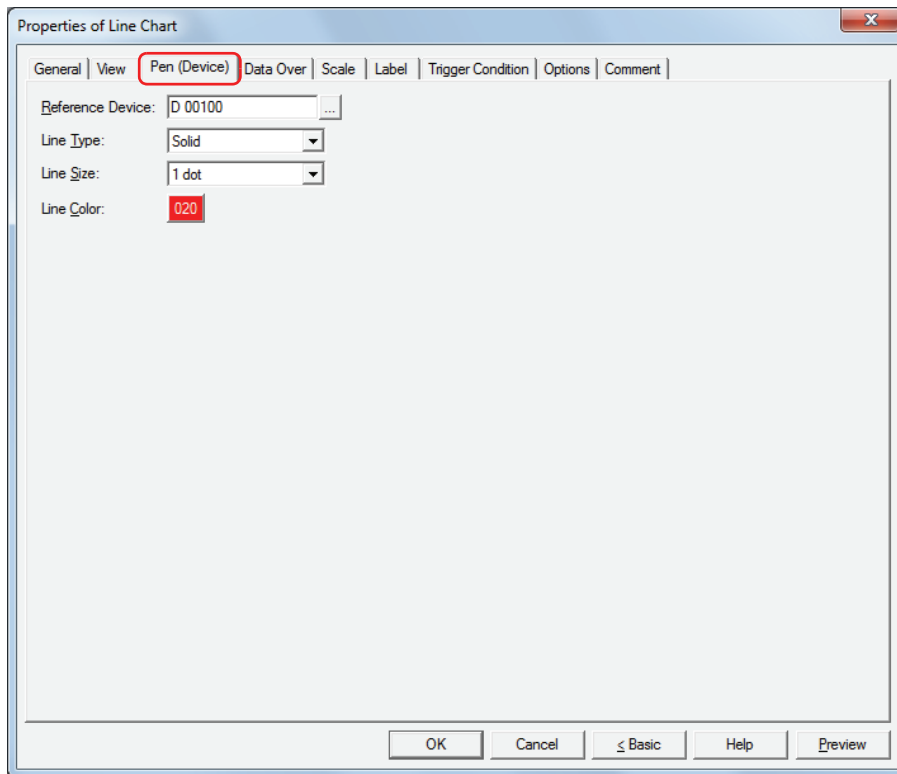 Properties of Line Chart
General View Pen (Device) Data Over Scale Label Trigger Condition Options Comment
Reference Device: D 00100 ...
Line Type: Solid
Line Size: 1 dot
Line Color: 020
OK Cancel < Basic Help Preview